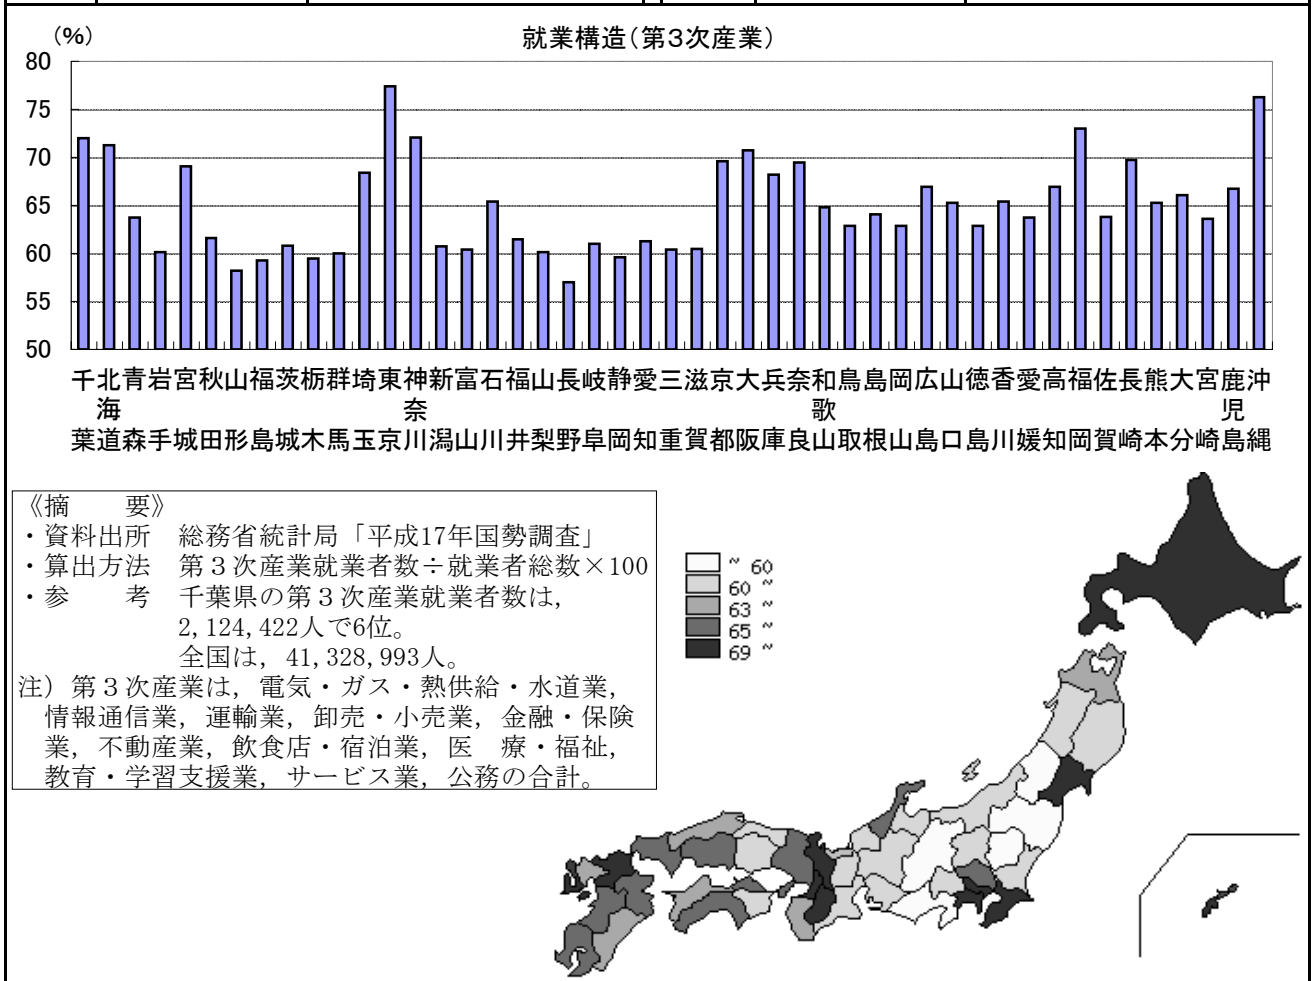 (%)
就業構造(第3次産業)
80
75
70
65
60
55
50
千葉 北海道 青森 岩手 宮城 秋田 山形 福島 茨城 栃木 群馬 埼玉 東京 神奈川 新潟 富山 石川 福井 山梨 長野 岐阜 静岡 愛知 三重 滋賀 京都 大阪 兵庫 奈良 和歌山 鳥取 島根 岡山 広島 山口 徳島 香川 愛媛 高知 福岡 佐賀 長崎 熊本 大分 宮崎 鹿児島 沖縄
《摘　　要》
・資料出所　総務省統計局「平成17年国勢調査」
・算出方法　第3次産業就業者数÷就業者総数×100
・参　　考　千葉県の第3次産業就業者数は,
2,124,422人で6位。
全国は, 41,328,993人。
注) 第3次産業は, 電気・ガス・熱供給・水道業,
情報通信業, 運輸業, 卸売・小売業, 金融・保険
業, 不動産業, 飲食店・宿泊業, 医　療・福祉,
教育・学習支援業, サービス業, 公務の合計。
~ 60
60 ~
63 ~
65 ~
69 ~